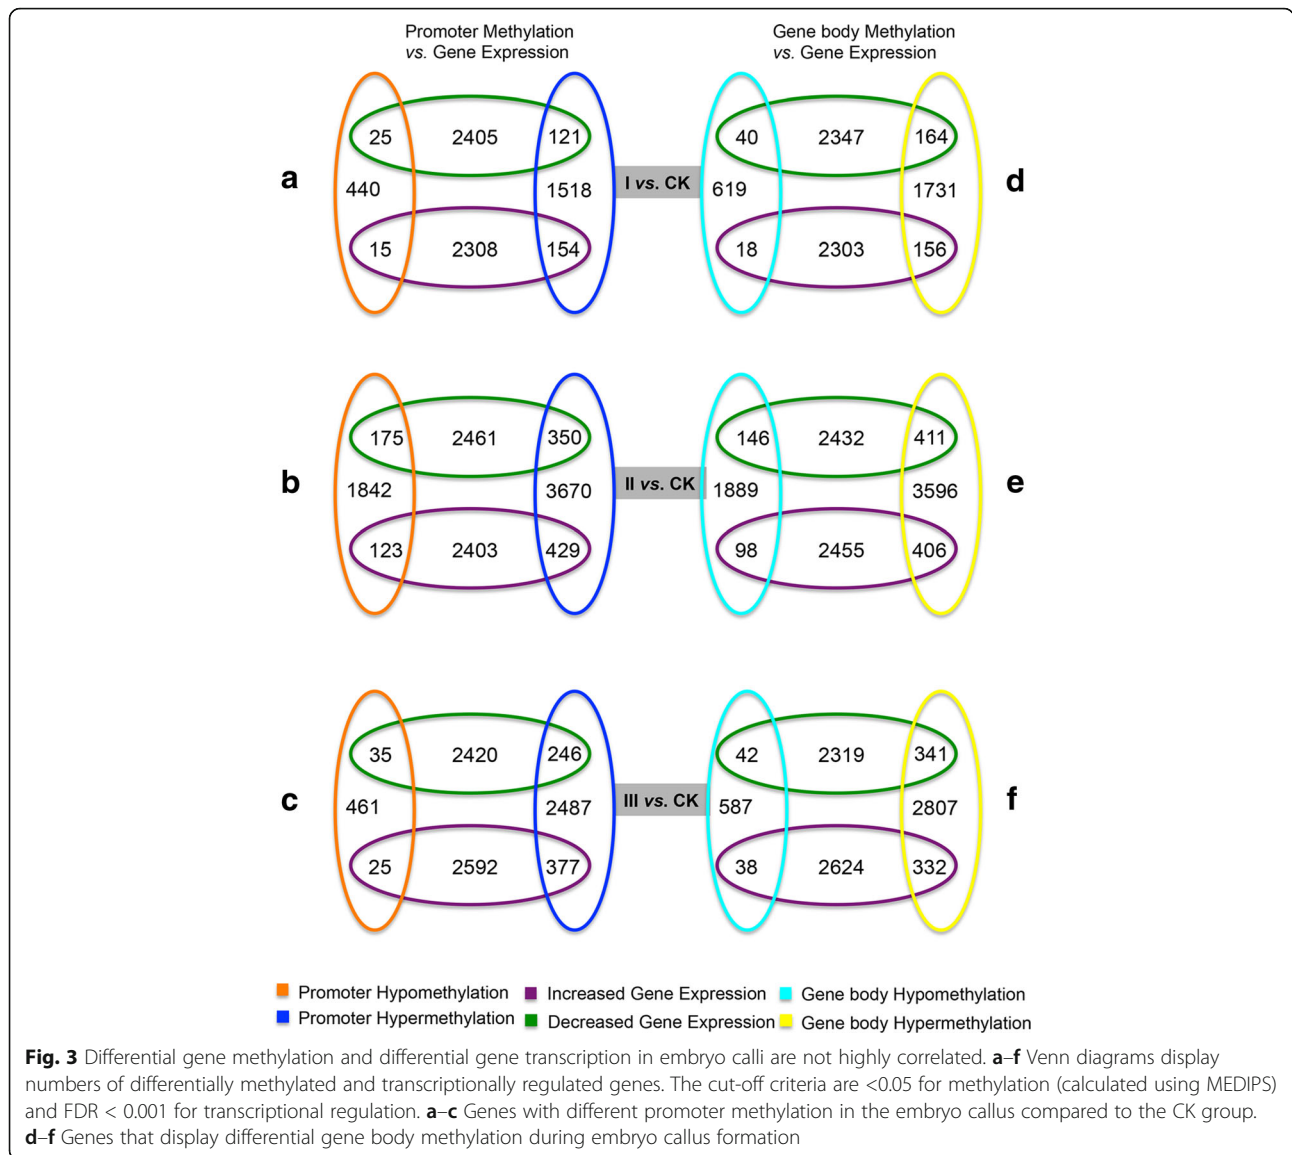 Promoter Methylation
vs. Gene Expression
Gene body Methylation
vs. Gene Expression
a
25 2405 121
440 1518
15 2308 154
I vs. CK
40 2347 164
619 1731
18 2303 156
d
b
175 2461 350
1842 3670
123 2403 429
II vs. CK
146 2432 411
1889 3596
98 2455 406
e
c
35 2420 246
461 2487
25 2592 377
III vs. CK
42 2319 341
587 2807
38 2624 332
f
Promoter Hypomethylation
Increased Gene Expression
Gene body Hypomethylation
Promoter Hypermethylation
Decreased Gene Expression
Gene body Hypermethylation
Fig. 3 Differential gene methylation and differential gene transcription in embryo calli are not highly correlated. a–f Venn diagrams display
numbers of differentially methylated and transcriptionally regulated genes. The cut-off criteria are <0.05 for methylation (calculated using MEDIPS)
and FDR < 0.001 for transcriptional regulation. a–c Genes with different promoter methylation in the embryo callus compared to the CK group.
d–f Genes that display differential gene body methylation during embryo callus formation